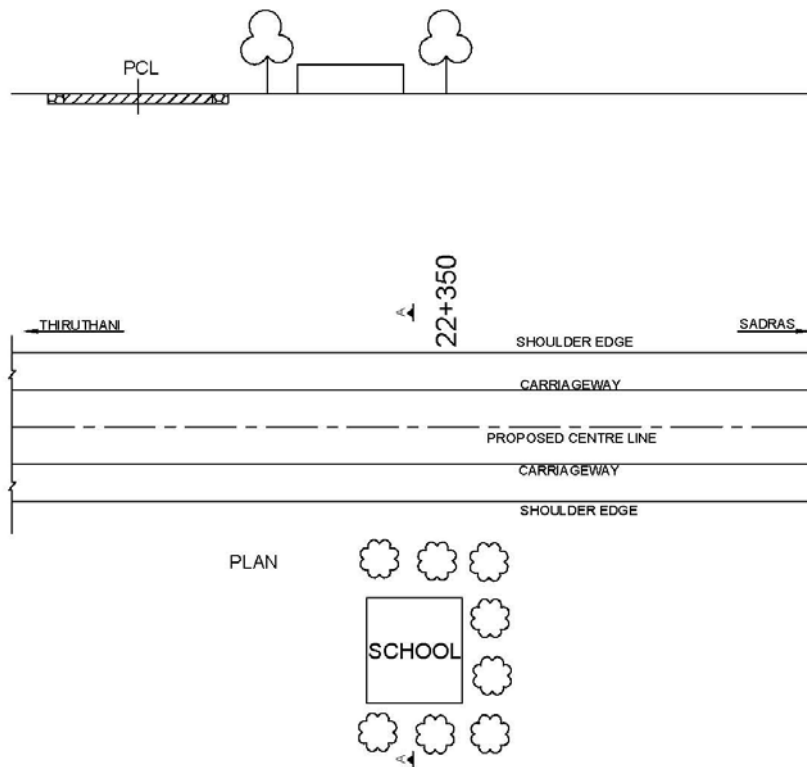 PCL
A
22+350
THIRUTHANI
SADRAS
SHOULDER EDGE
CARRIAGEWAY
PROPOSED CENTRE LINE
CARRIAGEWAY
SHOULDER EDGE
PLAN
SCHOOL
A